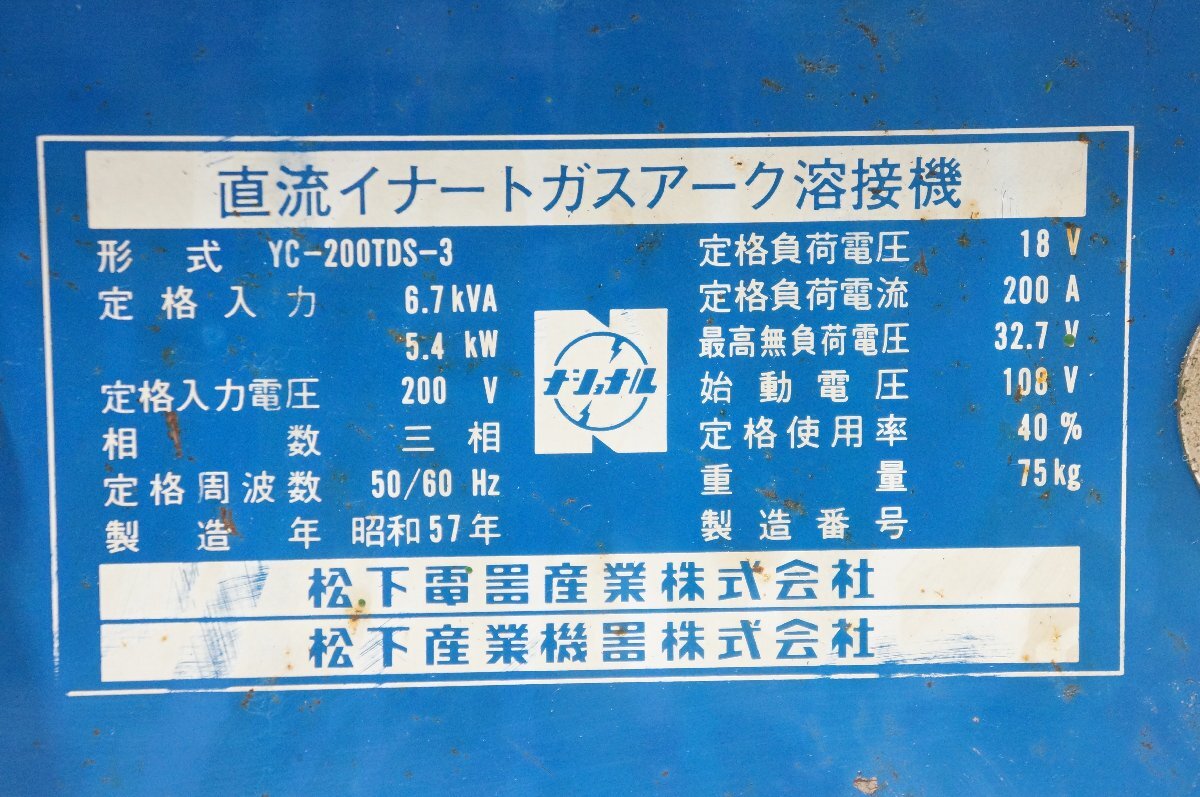 直流イナートガスアーク溶接機
形式 YC-200TDS-3
定格入力 6.7kVA
5.4 kW
定格入力電圧 200 V
相数 三相
定格周波数 50/60 Hz
製造年 昭和57年
ナショナル
定格負荷電圧 18 V
定格負荷電流 200 A
最高無負荷電圧 32.7 V
始動電圧 108 V
定格使用率 40 %
重量 75kg
製造番号
松下電器産業株式会社
松下産業機器株式会社